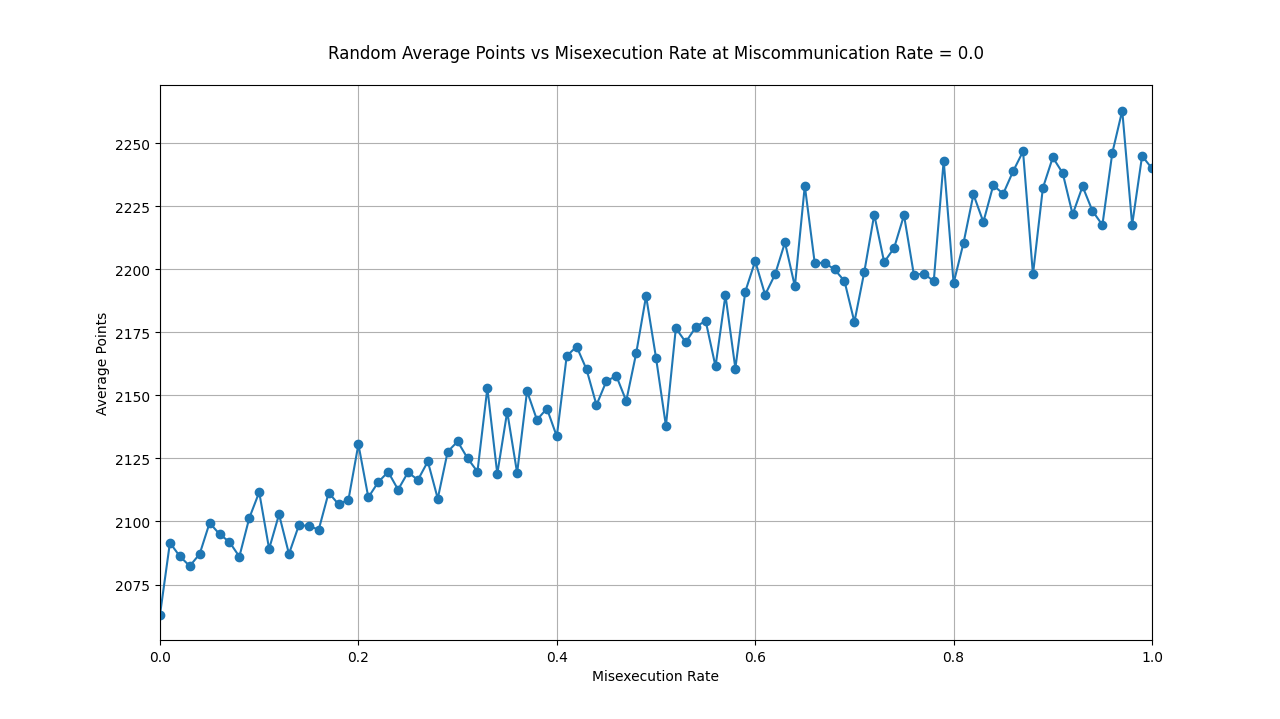 Random Average Points vs Misexecution Rate at Miscommunication Rate = 0.0
Average Points
2250
2225
2200
2175
2150
2125
2100
2075
0.0 0.2 0.4 0.6 0.8 1.0
Misexecution Rate